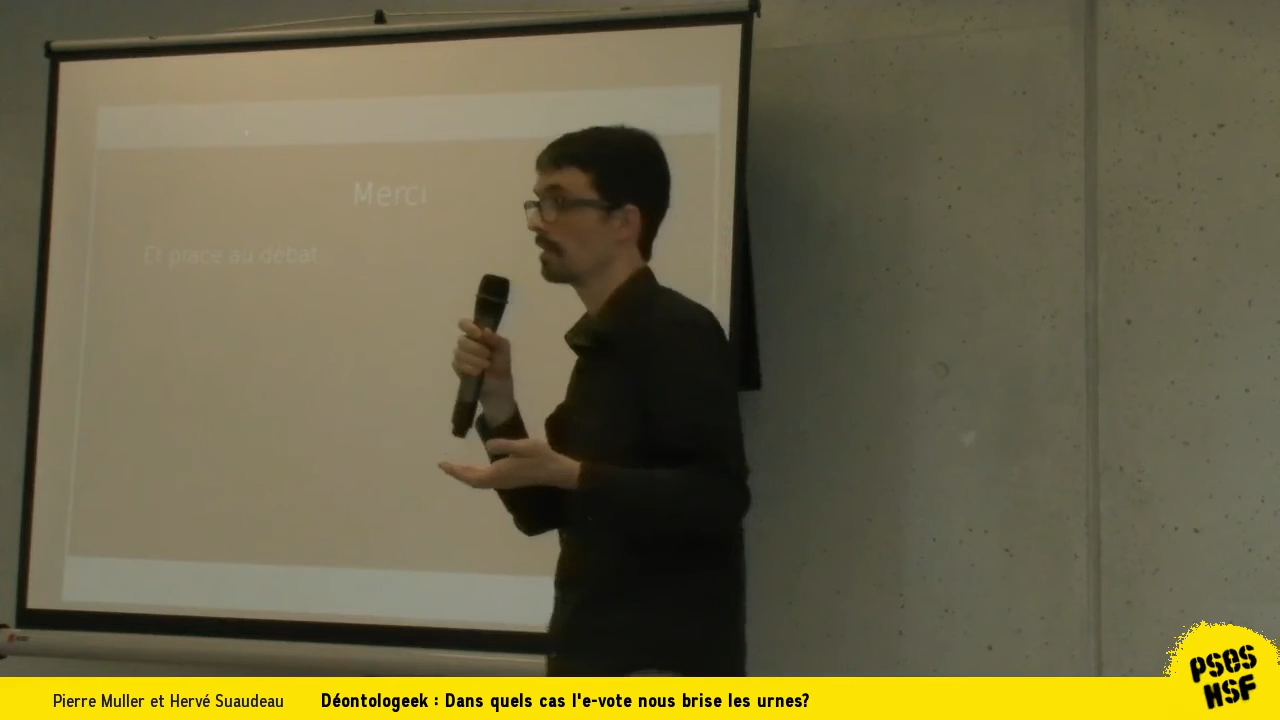 Merci
Et place au débat
Pierre Muller et Hervé Suaudeau
Déontologeek : Dans quels cas l'e-vote nous brise les urnes?
PSES
HSF